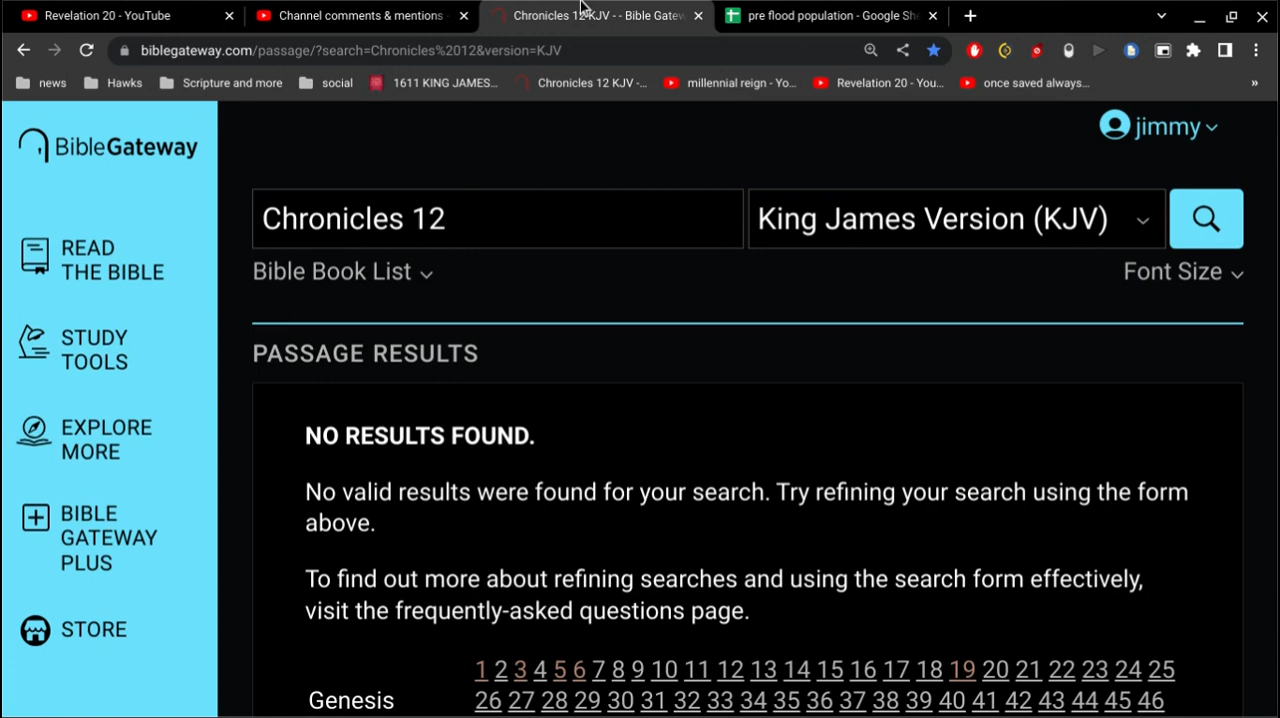 Revelation 20 - YouTube
Channel comments & mentions
Chronicles 12 KJV - - Bible Gatew
pre flood population - Google She
biblegateway.com/passage/?search=Chronicles%2012&version=KJV
news
Hawks
Scripture and more
social
1611 KING JAMES...
Chronicles 12 KJV -...
millennial reign - Yo...
Revelation 20 - You...
once saved always...
BibleGateway
jimmy
Chronicles 12
King James Version (KJV)
Bible Book List
Font Size
READ
THE BIBLE
STUDY
TOOLS
EXPLORE
MORE
BIBLE
GATEWAY
PLUS
STORE
PASSAGE RESULTS
NO RESULTS FOUND.
No valid results were found for your search. Try refining your search using the form
above.
To find out more about refining searches and using the search form effectively,
visit the frequently-asked questions page.
Genesis
1 2 3 4 5 6 7 8 9 10 11 12 13 14 15 16 17 18 19 20 21 22 23 24 25
26 27 28 29 30 31 32 33 34 35 36 37 38 39 40 41 42 43 44 45 46